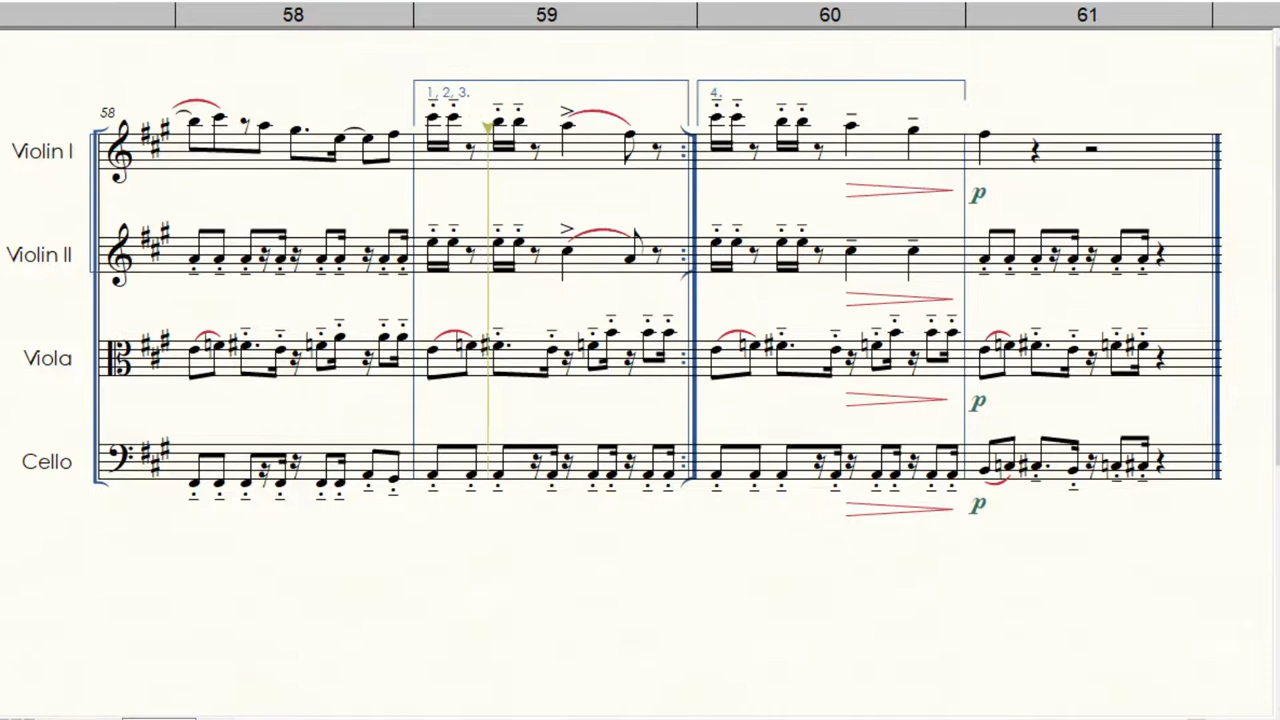 58 59 60 61
58
1, 2, 3. 4.
Violin I
p
Violin II
Viola
p
Cello
p